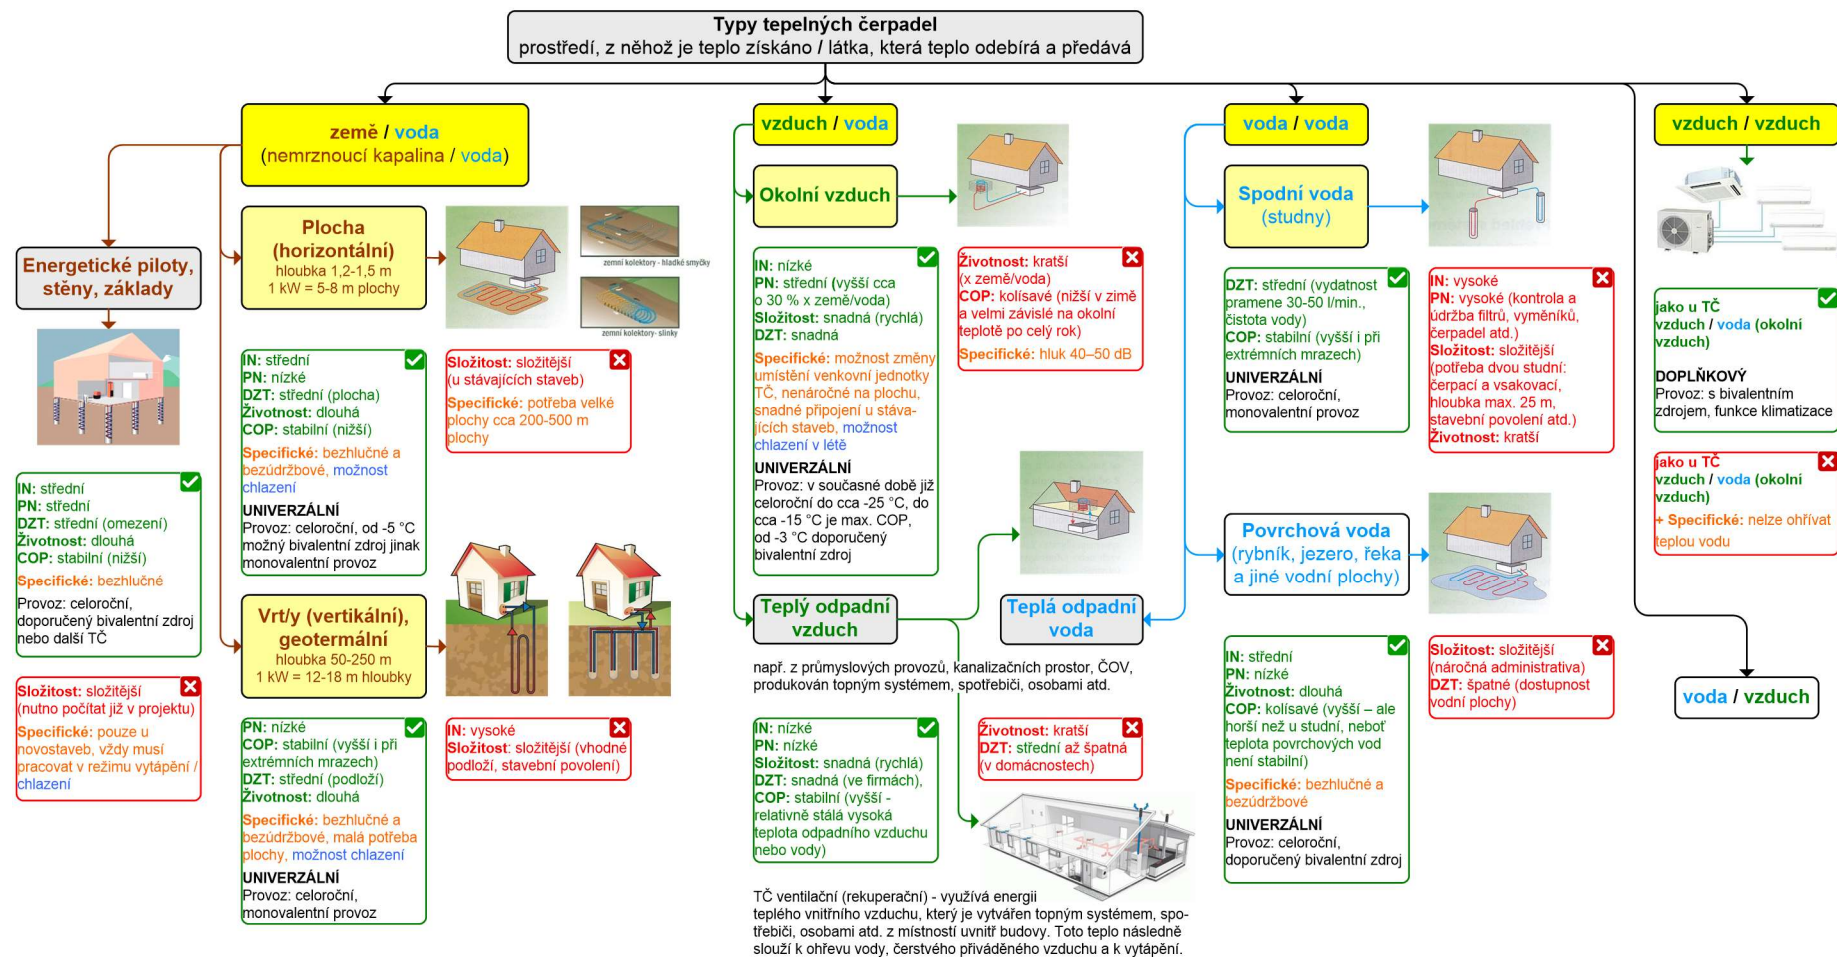 Typy tepelných čerpadel
prostředí, z něhož je teplo získáno / látka, která teplo odebírá a předává
země / voda
(nemrznoucí kapalina / voda)
Energetické piloty,
stěny, základy
IN: střední
PN: střední
DZT: střední (omezení)
Životnost: dlouhá
COP: stabilní (nižší)
Specifické: bezhlučné
Provoz: celoroční,
doporučený bivalentní zdroj
nebo další TČ
Složitost: složitější
(nutno počítat již v projektu)
Specifické: pouze u
novostaveb, vždy musí
pracovat v režimu vytápění /
chlazení
Plocha
(horizontální)
hloubka 1,2-1,5 m
1 kW = 5-8 m plochy
zemní kolektory - hladké smyčky
zemní kolektory- slinky
IN: střední
PN: nízké
DZT: střední (plocha)
Životnost: dlouhá
COP: stabilní (nižší)
Specifické: bezhlučné a
bezúdržbové, možnost
chlazení
UNIVERZÁLNÍ
Provoz: celoroční, od -5 °C
možný bivalentní zdroj jinak
monovalentní provoz
Složitost: složitější
(u stávajících staveb)
Specifické: potřeba velké
plochy cca 200-500 m
plochy
Vrt/y (vertikální),
geotermální
hloubka 50-250 m
1 kW = 12-18 m hloubky
PN: nízké
COP: stabilní (vyšší i při
extrémních mrazech)
DZT: střední (podloží)
Životnost: dlouhá
Specifické: bezhlučné a
bezúdržbové, malá potřeba
plochy, možnost chlazení
UNIVERZÁLNÍ
Provoz: celoroční,
monovalentní provoz
IN: vysoké
Složitost: složitější (vhodné
podloží, stavební povolení)
vzduch / voda
Okolní vzduch
IN: nízké
PN: střední (vyšší cca
o 30 % x země/voda)
Složitost: snadná (rychlá)
DZT: snadná
Specifické: možnost změny
umístění venkovní jednotky
TČ, nenáročné na plochu,
snadné připojení u stáva-
jících staveb, možnost
chlazení v létě
UNIVERZÁLNÍ
Provoz: v současné době již
celoroční do cca -25 °C, do
cca -15 °C je max. COP,
od -3 °C doporučený
bivalentní zdroj
Životnost: kratší
(x země/voda)
COP: kolísavé (nižší v zimě
a velmi závislé na okolní
teplotě po celý rok)
Specifické: hluk 40–50 dB
Teplý odpadní
vzduch
Teplá odpadní
voda
např. z průmyslových provozů, kanalizačních prostor, ČOV,
produkován topným systémem, spotřebiči, osobami atd.
IN: nízké
PN: nízké
Složitost: snadná (rychlá)
DZT: snadná (ve firmách),
COP: stabilní (vyšší -
relativně stálá vysoká
teplota odpadního vzduchu
nebo vody)
Životnost: kratší
DZT: střední až špatná
(v domácnostech)
TČ ventilační (rekuperační) - využívá energii
teplého vnitřního vzduchu, který je vytvářen topným systémem, spo-
třebiči, osobami atd. z místností uvnitř budovy. Toto teplo následně
slouží k ohřevu vody, čerstvého přiváděného vzduchu a k vytápění.
voda / voda
Spodní voda
(studny)
DZT: střední (vydatnost
pramene 30-50 l/min.,
čistota vody)
COP: stabilní (vyšší i při
extrémních mrazech)
UNIVERZÁLNÍ
Provoz: celoroční,
monovalentní provoz
IN: vysoké
PN: vysoké (kontrola a
údržba filtrů, vyměníků,
čerpadel atd.)
Složitost: složitější
(potřeba dvou studní:
čerpací a vsakovací,
hloubka max. 25 m,
stavební povolení atd.)
Životnost: kratší
Povrchová voda
(rybník, jezero, řeka
a jiné vodní plochy)
IN: střední
PN: nízké
Životnost: dlouhá
COP: kolísavé (vyšší – ale
horší než u studní, neboť
teplota povrchových vod
není stabilní)
Specifické: bezhlučné a
bezúdržbové
UNIVERZÁLNÍ
Provoz: celoroční,
doporučený bivalentní zdroj
Složitost: složitější
(náročná administrativa)
DZT: špatné (dostupnost
vodní plochy)
vzduch / vzduch
jako u TČ
vzduch / voda (okolní
vzduch)
DOPLŇKOVÝ
Provoz: s bivalentním
zdrojem, funkce klimatizace
jako u TČ
vzduch / voda (okolní
vzduch)
+ Specifické: nelze ohřívat
teplou vodu
voda / vzduch